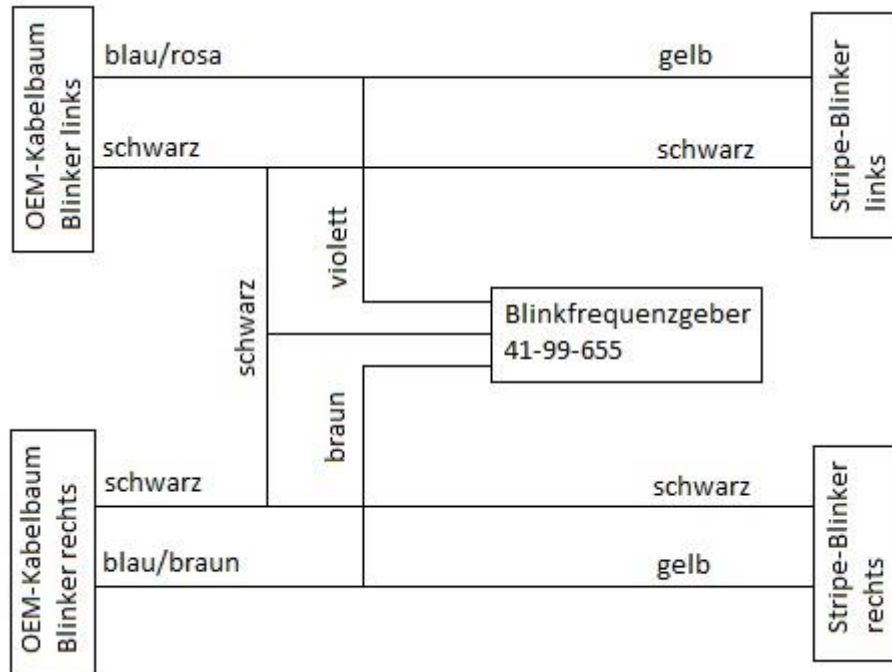 OEM-Kabelbaum
Blinker links
blau/rosa
gelb
schwarz
schwarz
Stripe-Blinker
links
violett
schwarz
Blinkfrequenzgeber
41-99-655
braun
OEM-Kabelbaum
Blinker rechts
schwarz
schwarz
blau/braun
gelb
Stripe-Blinker
rechts